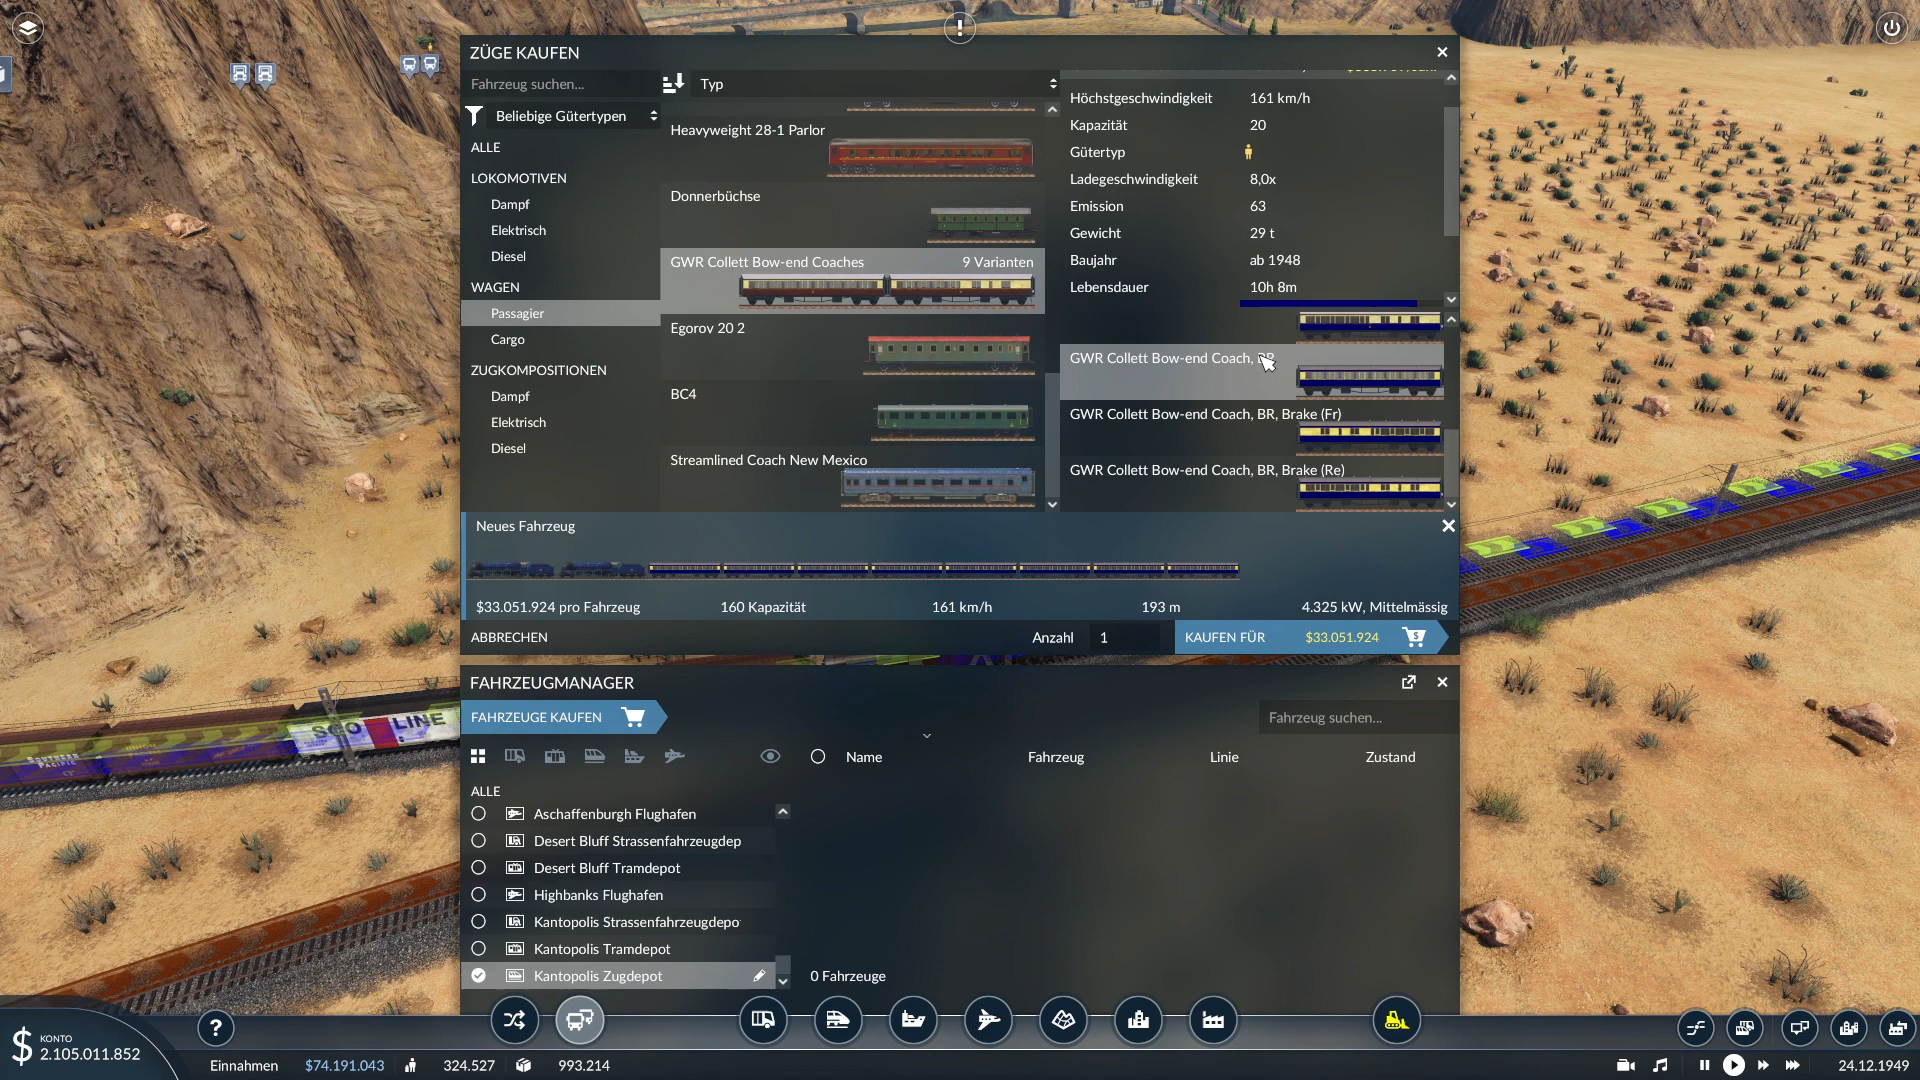 ZÜGE KAUFEN
Fahrzeug suchen...
Typ
Beliebige Gütertypen
ALLE
LOKOMOTIVEN
Dampf
Elektrisch
Diesel
WAGEN
Passagier
Cargo
ZUGKOMPOSITIONEN
Dampf
Elektrisch
Diesel
Heavyweight 28-1 Parlor
Donnerbüchse
GWR Collett Bow-end Coaches 9 Varianten
Egorov 20 2
BC4
Streamlined Coach New Mexico
Höchstgeschwindigkeit 161 km/h
Kapazität 20
Gütertyp
Ladegeschwindigkeit 8,0x
Emission 63
Gewicht 29 t
Baujahr ab 1948
Lebensdauer 10h 8m
GWR Collett Bow-end Coach, BR
GWR Collett Bow-end Coach, BR, Brake (Fr)
GWR Collett Bow-end Coach, BR, Brake (Re)
Neues Fahrzeug
$33.051.924 pro Fahrzeug 160 Kapazität 161 km/h 193 m 4.325 kW, Mittelmässig
ABBRECHEN Anzahl 1 KAUFEN FÜR $33.051.924
FAHRZEUGMANAGER
FAHRZEUGE KAUFEN
Fahrzeug suchen...
Name Fahrzeug Linie Zustand
ALLE
Aschaffenburgh Flughafen
Desert Bluff Strassenfahrzeugdep
Desert Bluff Tramdepot
Highbanks Flughafen
Kantopolis Strassenfahrzeugdepo
Kantopolis Tramdepot
Kantopolis Zugdepot
0 Fahrzeuge
SOUTHERN
PACIFIC
LINE
?
$ KONTO
2.105.011.852
Einnahmen $74.191.043 324.527 993.214
24.12.1949